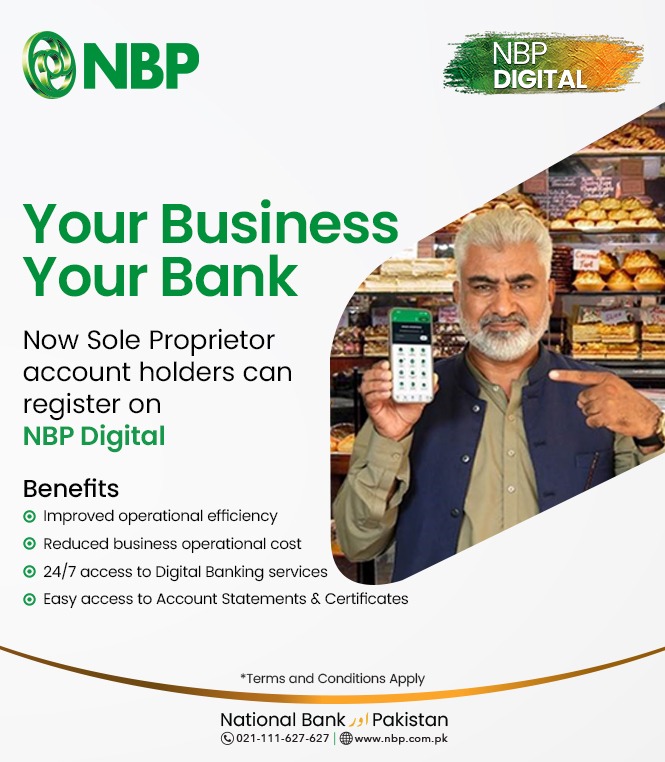 NBP
NBP
DIGITAL
Your Business
Your Bank
Now Sole Proprietor
account holders can
register on
NBP Digital
Benefits
Improved operational efficiency
Reduced business operational cost
24/7 access to Digital Banking services
Easy access to Account Statements & Certificates
*Terms and Conditions Apply
National Bank اور Pakistan
021-111-627-627 | www.nbp.com.pk